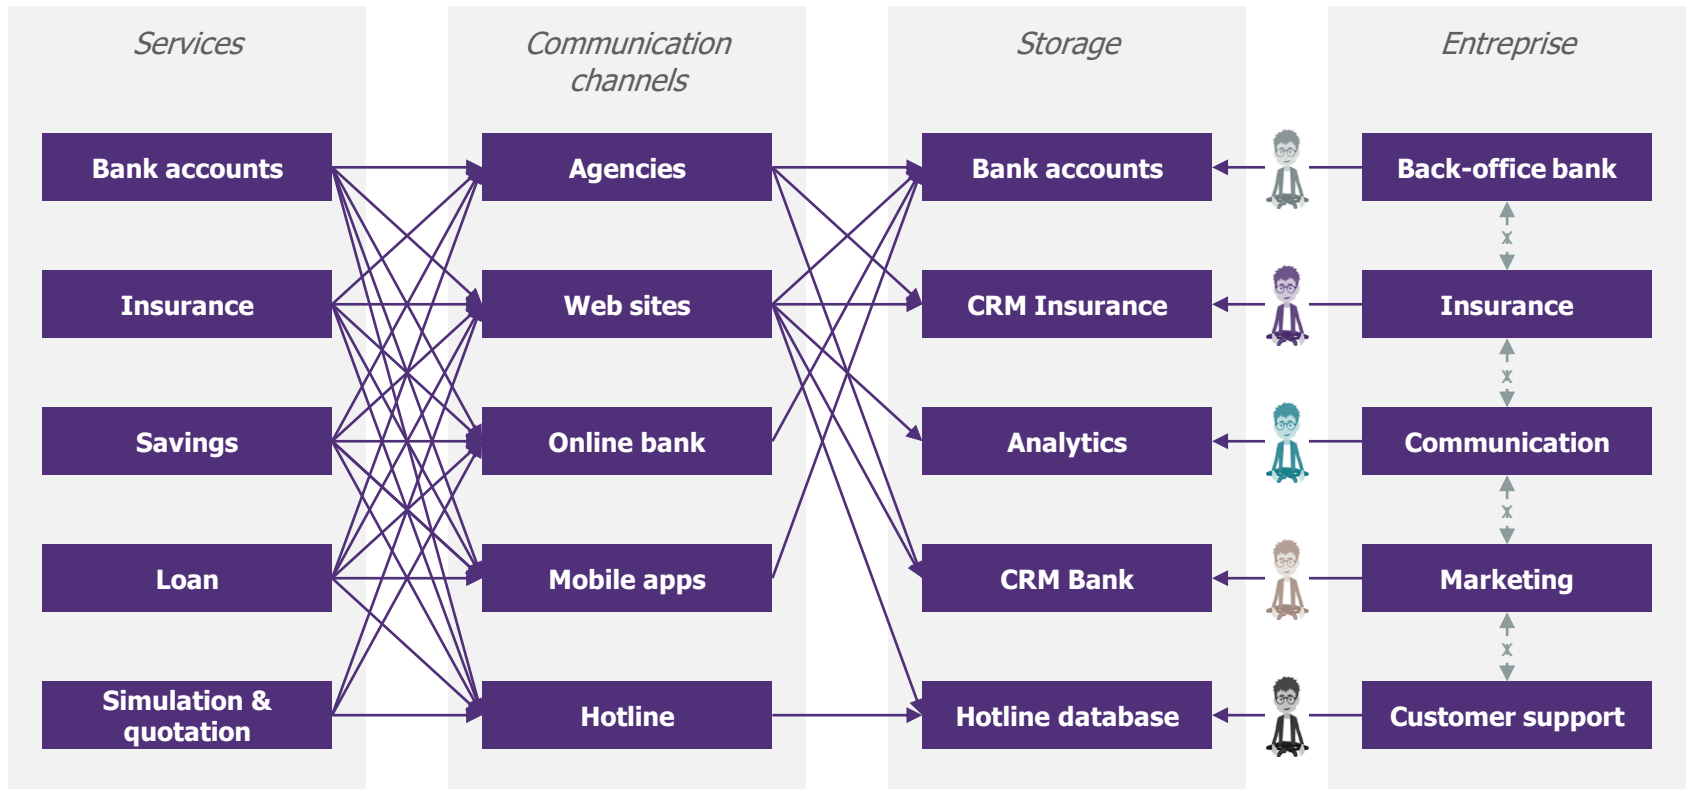 Services
Communication
channels
Storage
Entreprise
Bank accounts
Agencies
Bank accounts
Back-office bank
x
Insurance
Web sites
CRM Insurance
Insurance
x
Savings
Online bank
Analytics
Communication
x
Loan
Mobile apps
CRM Bank
Marketing
x
Simulation &
quotation
Hotline
Hotline database
Customer support